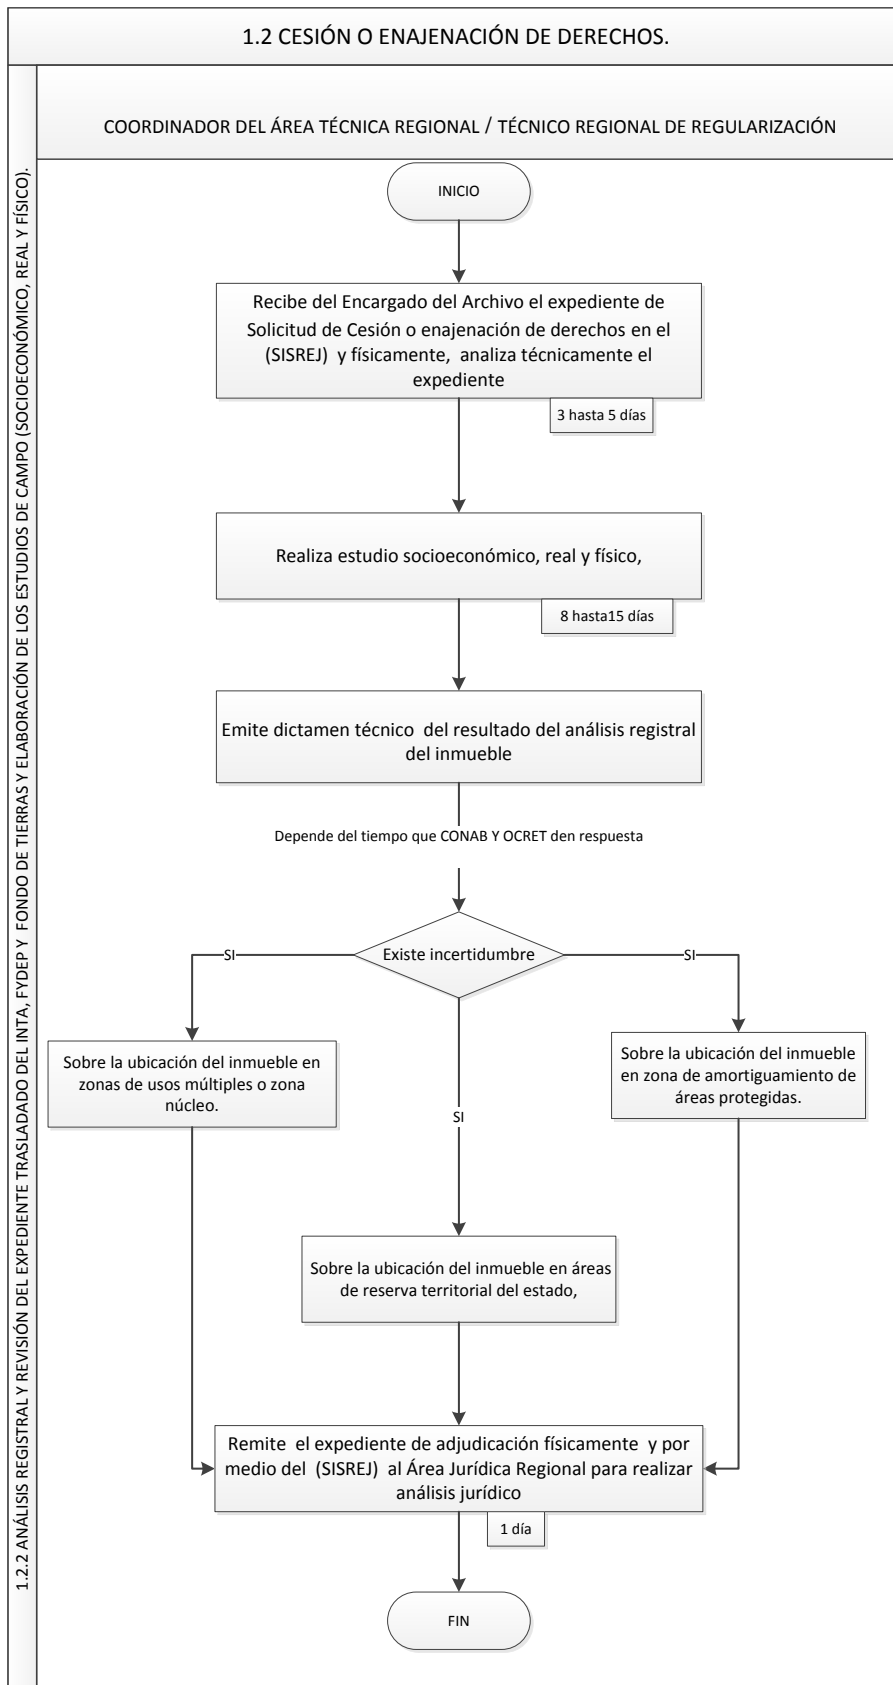 1.2 CESIÓN O ENAJENACIÓN DE DERECHOS.
1.2.2 ANÁLISIS REGISTRAL Y REVISIÓN DEL EXPEDIENTE TRASLADADO DEL INTA, FYDEP Y FONDO DE TIERRAS Y ELABORACIÓN DE LOS ESTUDIOS DE CAMPO (SOCIOECONÓMICO, REAL Y FÍSICO).
COORDINADOR DEL ÁREA TÉCNICA REGIONAL / TÉCNICO REGIONAL DE REGULARIZACIÓN
INICIO
Recibe del Encargado del Archivo el expediente de
Solicitud de Cesión o enajenación de derechos en el
(SISREJ) y físicamente, analiza técnicamente el
expediente
3 hasta 5 días
Realiza estudio socioeconómico, real y físico,
8 hasta15 días
Emite dictamen técnico del resultado del análisis registral
del inmueble
Depende del tiempo que CONAB Y OCRET den respuesta
Existe incertidumbre
SI
SI
SI
Sobre la ubicación del inmueble en
zonas de usos múltiples o zona
núcleo.
Sobre la ubicación del inmueble
en zona de amortiguamiento de
áreas protegidas.
Sobre la ubicación del inmueble en áreas
de reserva territorial del estado,
Remite el expediente de adjudicación físicamente y por
medio del (SISREJ) al Área Jurídica Regional para realizar
análisis jurídico
1 día
FIN